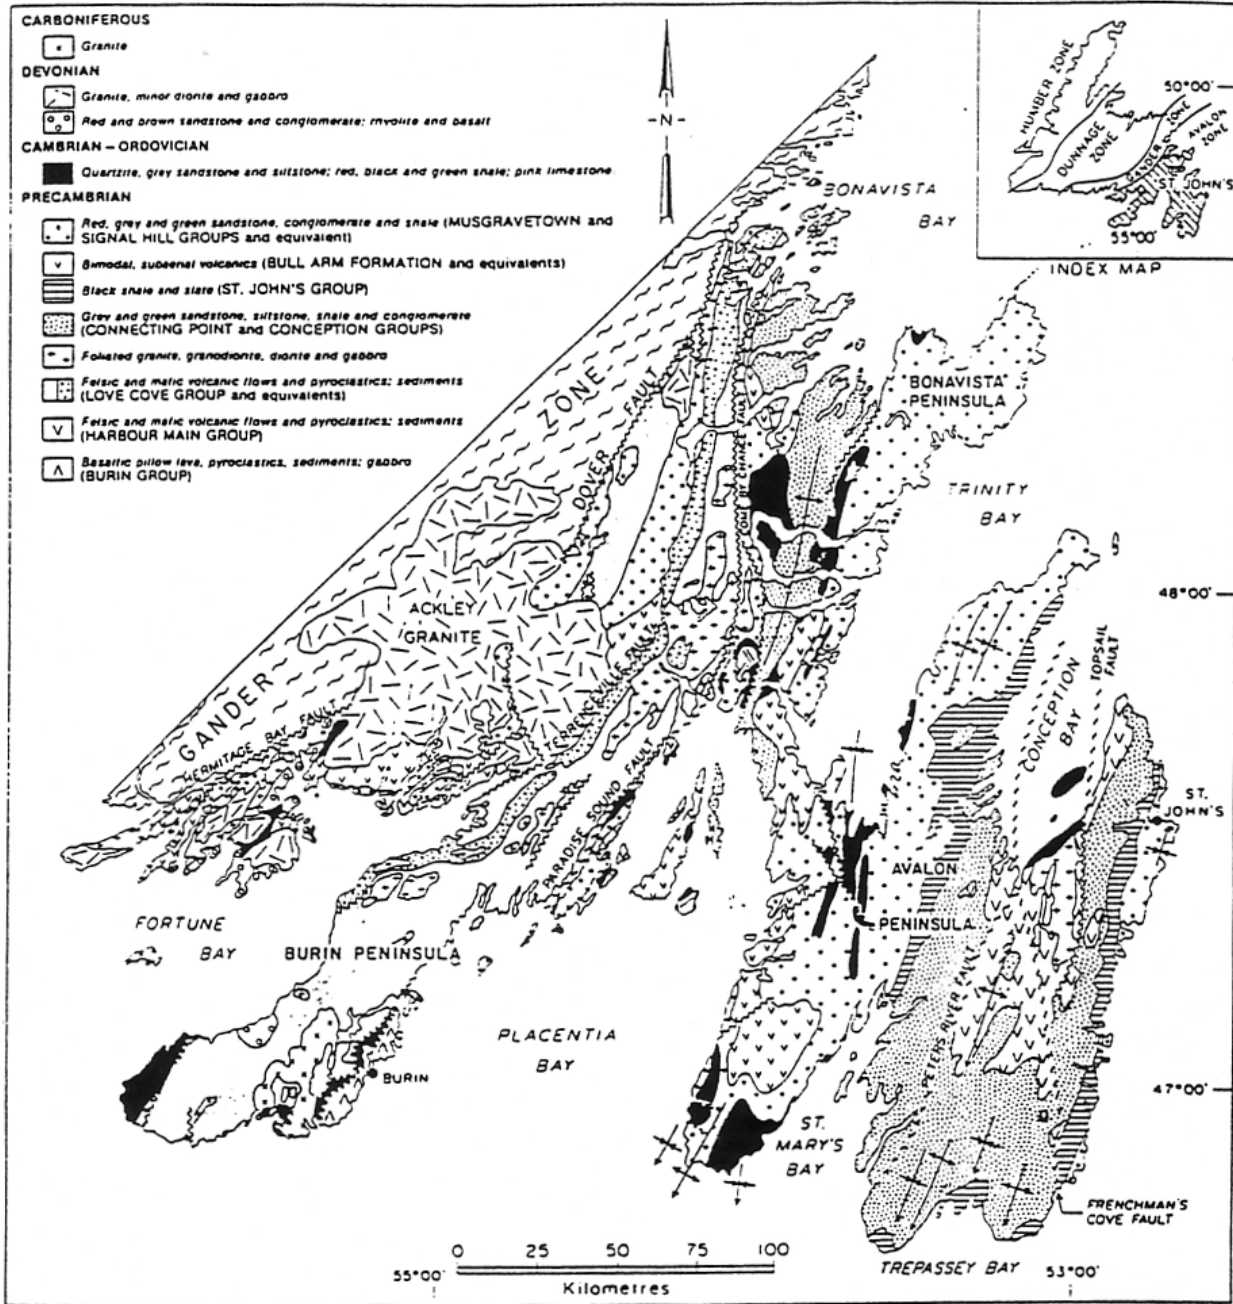 CARBONIFEROUS
Granite
DEVONIAN
Granite, minor diorite and gabbro
Red and brown sandstone and conglomerate; rhyolite and basalt
CAMBRIAN – ORDOVICIAN
Quartzite, grey sandstone and siltstone; red, black and green shale; pink limestone
PRECAMBRIAN
Red, grey and green sandstone, conglomerate and shale (MUSGRAVETOWN and
SIGNAL HILL GROUPS and equivalent)
Bimodal, subaerial volcanics (BULL ARM FORMATION and equivalents)
Black shale and slate (ST. JOHN'S GROUP)
Grey and green sandstone, siltstone, shale and conglomerate
(CONNECTING POINT and CONCEPTION GROUPS)
Foliated granite, granodiorite, diorite and gabbro
Felsic and mafic volcanic flows and pyroclastics; sediments
(LOVE COVE GROUP and equivalents)
Felsic and mafic volcanic flows and pyroclastics; sediments
(HARBOUR MAIN GROUP)
Basaltic pillow lava, pyroclastics, sediments; gabbro
(BURIN GROUP)
-N-
HUMBER ZONE
DUNNAGE
ZONE
GANDER
ZONE
AVALON
ZONE
50°00'
ST. JOHN'S
55°00'
INDEX MAP
BONAVISTA
BAY
BONAVISTA
PENINSULA
TRINITY
BAY
GANDER ZONE
DOVER FAULT
ACKLEY
GRANITE
HERMITAGE BAY FAULT
TERRENCEVILLE FAULT
PARADISE SOUND FAULT
48°00'
TOPSAIL
FAULT
CONCEPTION
BAY
ST.
JOHN'S
AVALON
PENINSULA
FORTUNE
BAY
BURIN PENINSULA
PLACENTIA
BAY
BURIN
PETERS RIVER FAULT
47°00'
ST.
MARY'S
BAY
FRENCHMAN'S
COVE FAULT
TREPASSEY BAY
0 25 50 75 100
Kilometres
55°00'
53°00'